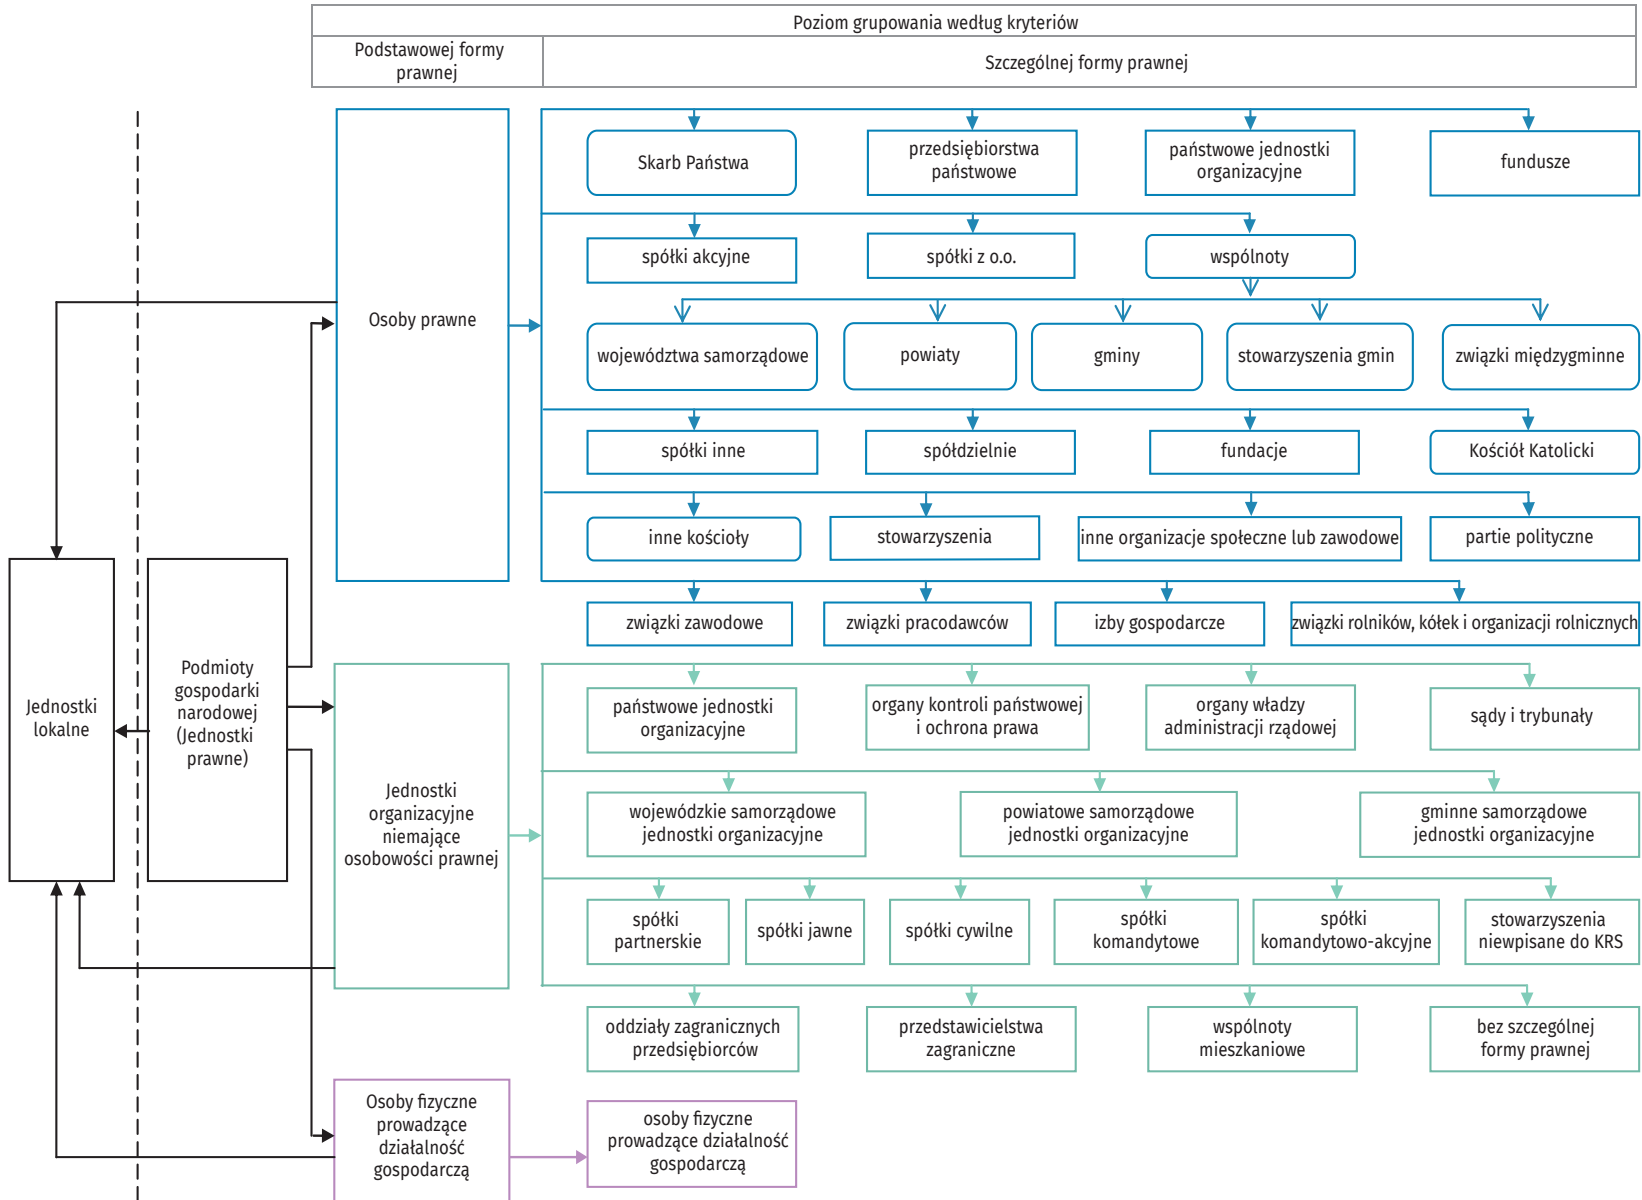 Poziom grupowania według kryteriów
Podstawowej formy
prawnej
Szczególnej formy prawnej
Skarb Państwa
przedsiębiorstwa
państwowe
państwowe jednostki
organizacyjne
fundusze
spółki akcyjne
spółki z o.o.
wspólnoty
Osoby prawne
województwa samorządowe
powiaty
gminy
stowarzyszenia gmin
związki międzygminne
spółki inne
spółdzielnie
fundacje
Kościół Katolicki
inne kościoły
stowarzyszenia
inne organizacje społeczne lub zawodowe
partie polityczne
związki zawodowe
związki pracodawców
izby gospodarcze
związki rolników, kółek i organizacji rolnicznych
Jednostki
lokalne
Podmioty
gospodarki
narodowej
(Jednostki
prawne)
Jednostki
organizacyjne
niemające
osobowości prawnej
państwowe jednostki
organizacyjne
organy kontroli państwowej
i ochrona prawa
organy władzy
administracji rządowej
sądy i trybunały
wojewódzkie samorządowe
jednostki organizacyjne
powiatowe samorządowe
jednostki organizacyjne
gminne samorządowe
jednostki organizacyjne
spółki
partnerskie
spółki jawne
spółki cywilne
spółki
komandytowe
spółki
komandytowo-akcyjne
stowarzyszenia
niewpisane do KRS
oddziały zagranicznych
przedsiębiorców
przedstawicielstwa
zagraniczne
wspólnoty
mieszkaniowe
bez szczególnej
formy prawnej
Osoby fizyczne
prowadzące
działalność
gospodarczą
osoby fizyczne
prowadzące działalność
gospodarczą